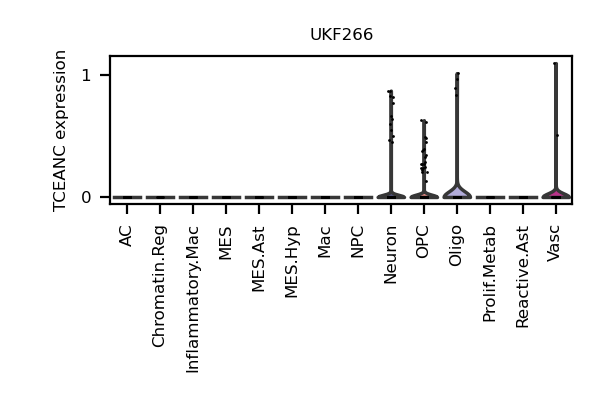 UKF266
TCEANC expression
1
0
AC
Chromatin.Reg
Inflammatory.Mac
MES
MES.Ast
MES.Hyp
Mac
NPC
Neuron
OPC
Oligo
Prolif.Metab
Reactive.Ast
Vasc